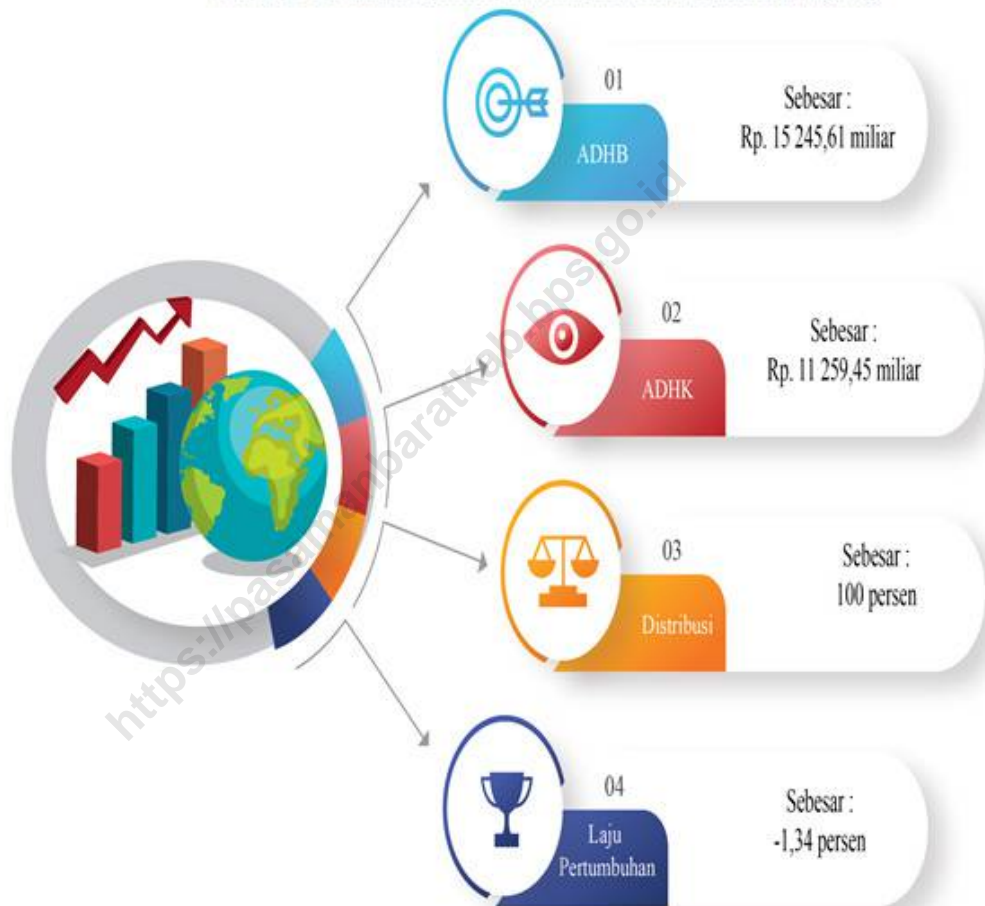 01
ADHB
Sebesar :
Rp. 15 245,61 miliar
02
ADHK
Sebesar :
Rp. 11 259,45 miliar
03
Distribusi
Sebesar :
100 persen
04
Laju
Pertumbuhan
Sebesar :
-1,34 persen
https://pasamanbaratkab.bps.go.id